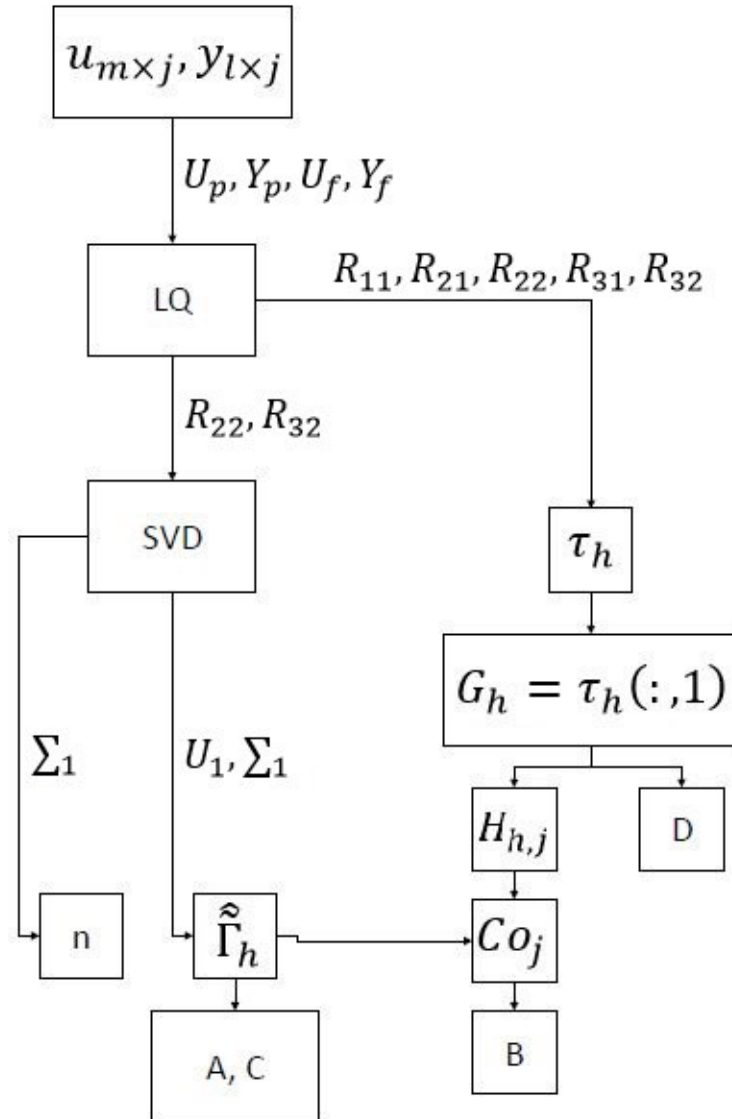 u_{m×j}, y_{l×j}
U_p, Y_p, U_f, Y_f
R_{11}, R_{21}, R_{22}, R_{31}, R_{32}
LQ
R_{22}, R_{32}
SVD
τ_h
G_h = τ_h(:,1)
∑_1
U_1, ∑_1
H_{h,j}
D
n
\hat{\tilde{Γ}}_h
Co_j
A, C
B